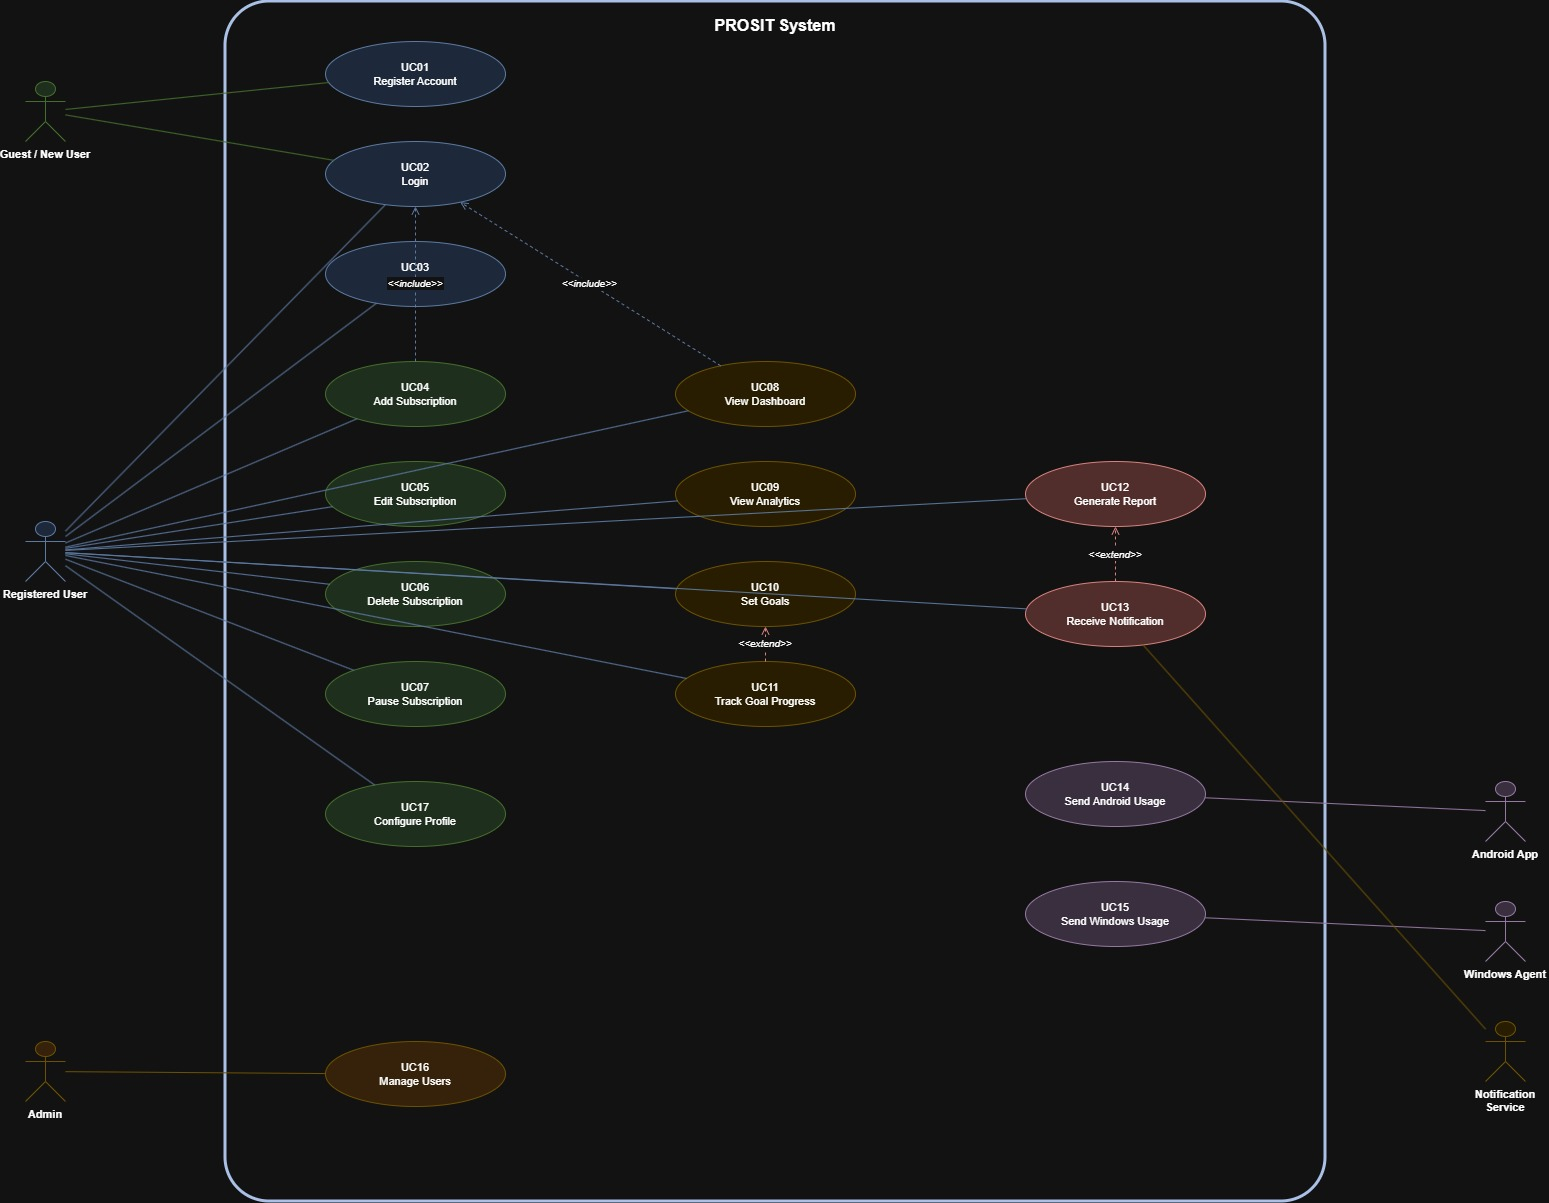 PROSIT System
UC01
Register Account
Guest / New User
UC02
Login
UC03
<<include>>
<<include>>
UC04
Add Subscription
UC08
View Dashboard
UC05
Edit Subscription
UC09
View Analytics
UC12
Generate Report
<<extend>>
Registered User
UC06
Delete Subscription
UC10
Set Goals
UC13
Receive Notification
<<extend>>
UC07
Pause Subscription
UC11
Track Goal Progress
UC14
Send Android Usage
UC17
Configure Profile
Android App
UC15
Send Windows Usage
Windows Agent
UC16
Manage Users
Admin
Notification
Service